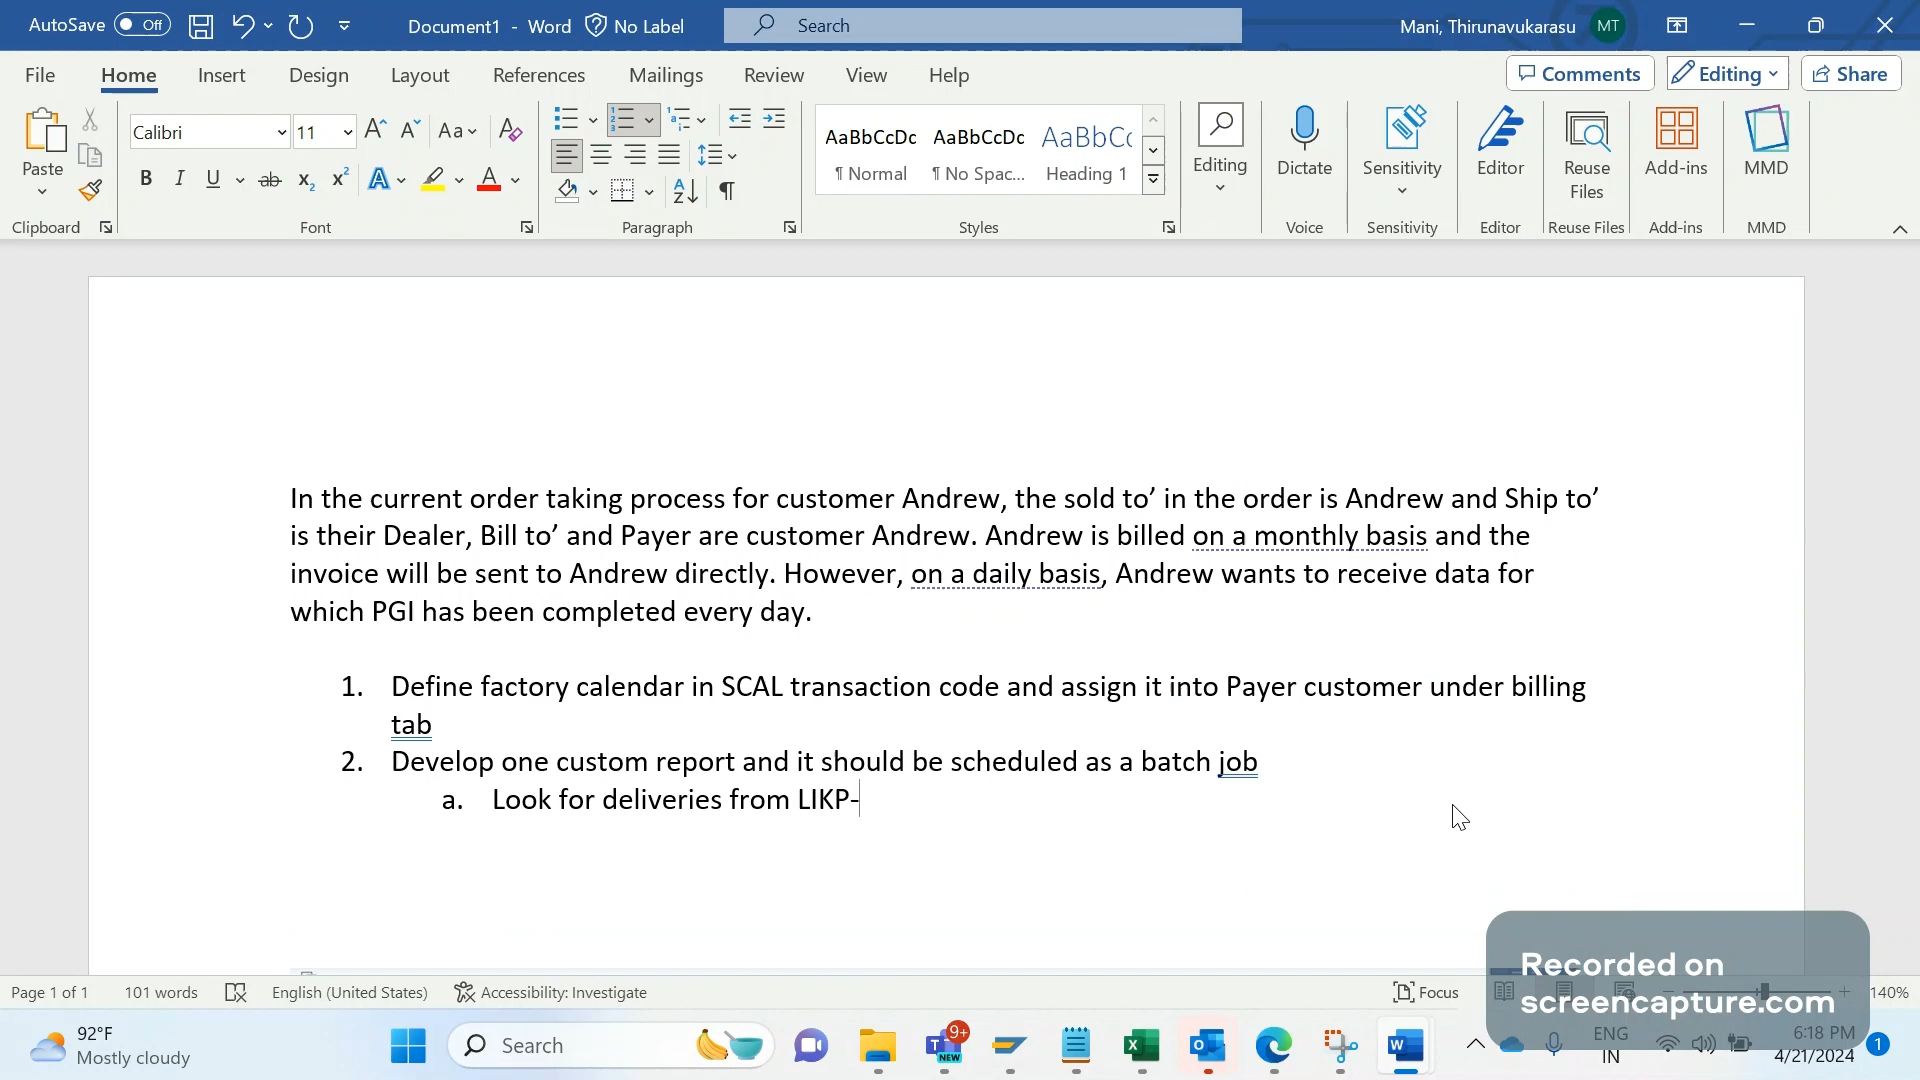 AutoSave Off Document1 - Word No Label Search Mani, Thirunavukarasu MT
File Home Insert Design Layout References Mailings Review View Help Comments Editing Share
Calibri 11 Aa AaBbCcDc AaBbCcDc AaBbCc
Paste B I U ab x₂ x² A A ¶ Normal ¶ No Spac... Heading 1 Editing Dictate Sensitivity Editor Reuse Files Add-ins MMD
Clipboard Font Paragraph Styles Voice Sensitivity Editor Reuse Files Add-ins MMD
In the current order taking process for customer Andrew, the sold to’ in the order is Andrew and Ship to’
is their Dealer, Bill to’ and Payer are customer Andrew. Andrew is billed on a monthly basis and the
invoice will be sent to Andrew directly. However, on a daily basis, Andrew wants to receive data for
which PGI has been completed every day.
1. Define factory calendar in SCAL transaction code and assign it into Payer customer under billing
tab
2. Develop one custom report and it should be scheduled as a batch job
a. Look for deliveries from LIKP-
Recorded on
screencapture.com
Page 1 of 1 101 words English (United States) Accessibility: Investigate Focus 140%
92°F
Mostly cloudy
Search 9+ NEW
ENG
IN
6:18 PM
4/21/2024
1